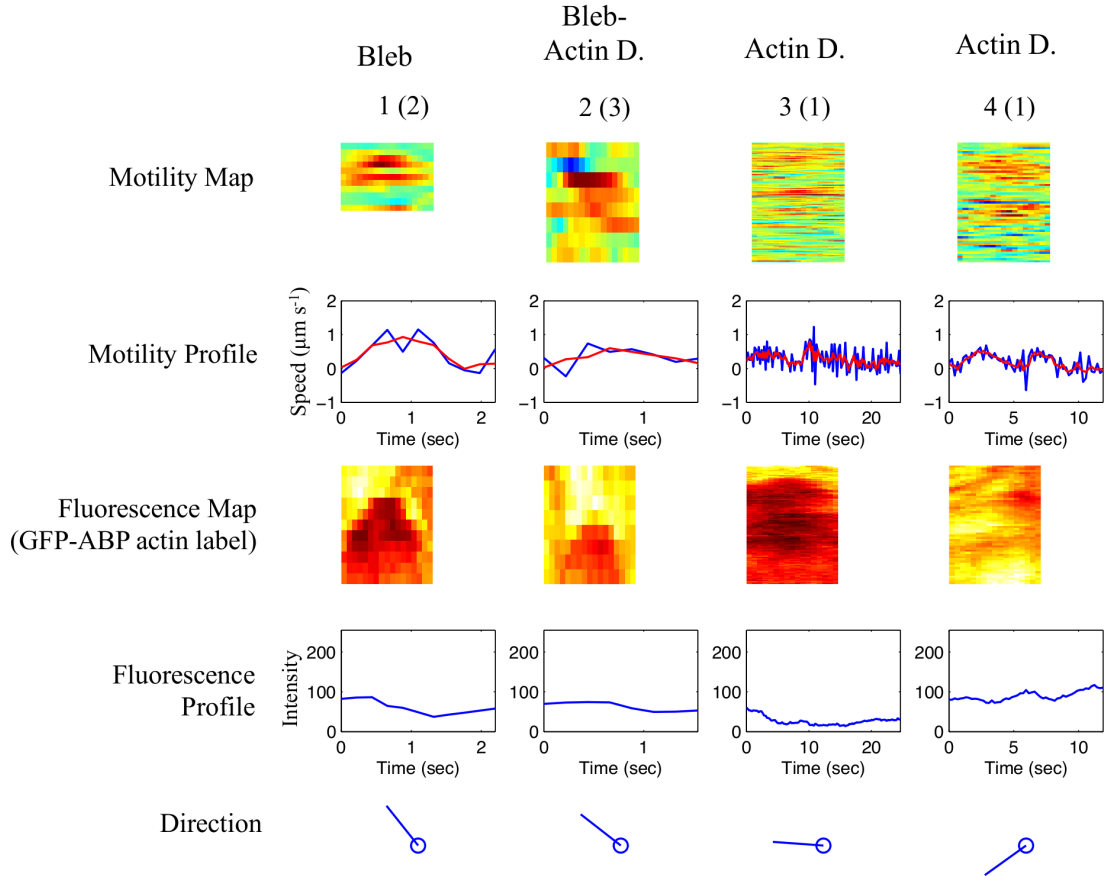 Bleb
Bleb-
Actin D.
Actin D.
Actin D.
1 (2)
2 (3)
3 (1)
4 (1)
Motility Map
Motility Profile
Speed (μm s⁻¹)
2
1
0
−1
0
1
2
Time (sec)
2
1
0
−1
0
1
Time (sec)
2
1
0
−1
0
10
20
Time (sec)
2
1
0
−1
0
5
10
Time (sec)
Fluorescence Map
(GFP-ABP actin label)
Fluorescence
Profile
Intensity
200
100
0
0
1
2
Time (sec)
200
100
0
0
1
Time (sec)
200
100
0
0
10
20
Time (sec)
200
100
0
0
5
10
Time (sec)
Direction